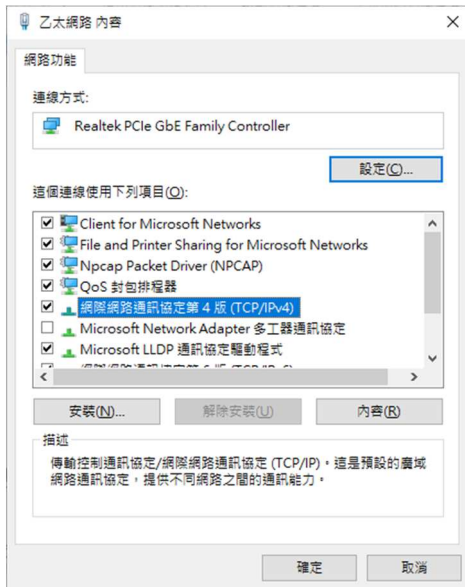 乙太網路 內容
網路功能
連線方式:
Realtek PCIe GbE Family Controller
設定(C)...
這個連線使用下列項目(O):
Client for Microsoft Networks
File and Printer Sharing for Microsoft Networks
Npcap Packet Driver (NPCAP)
QoS 封包排程器
網際網路通訊協定第 4 版 (TCP/IPv4)
Microsoft Network Adapter 多工器通訊協定
Microsoft LLDP 通訊協定驅動程式
安裝(N)...
解除安裝(U)
內容(R)
描述
傳輸控制通訊協定/網際網路通訊協定 (TCP/IP)。這是預設的廣域
網路通訊協定，提供不同網路之間的通訊能力。
確定
取消